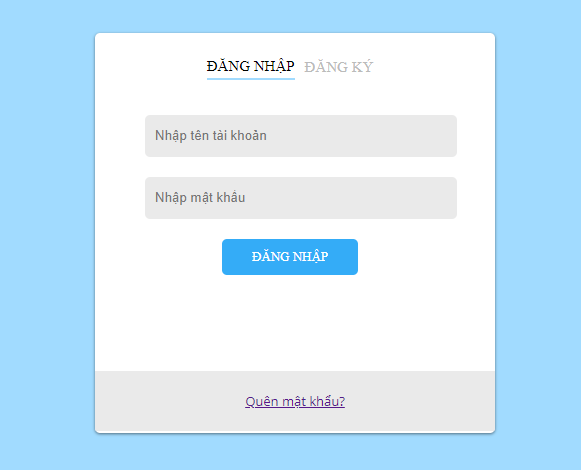 ĐĂNG NHẬP ĐĂNG KÝ
Nhập tên tài khoản
Nhập mật khẩu
ĐĂNG NHẬP
Quên mật khẩu?